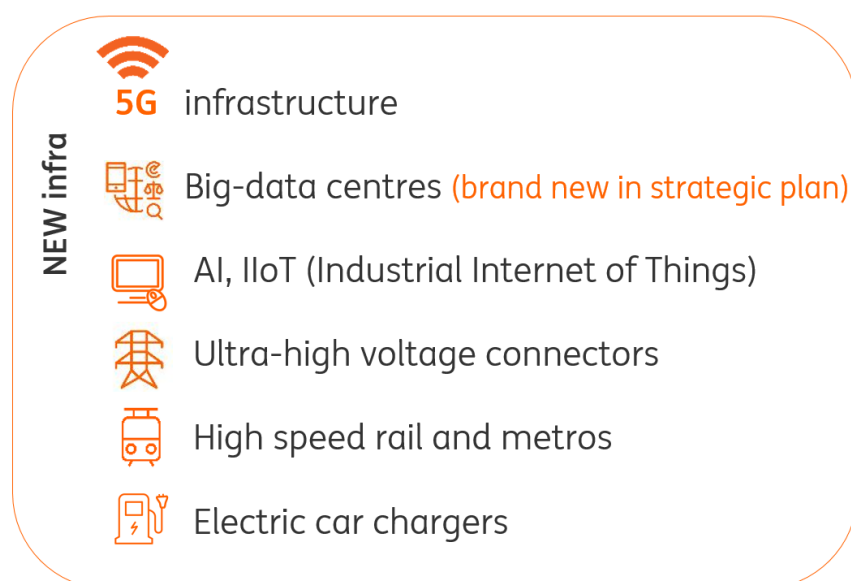 NEW infra
5G infrastructure
Big-data centres (brand new in strategic plan)
AI, IIoT (Industrial Internet of Things)
Ultra-high voltage connectors
High speed rail and metros
Electric car chargers